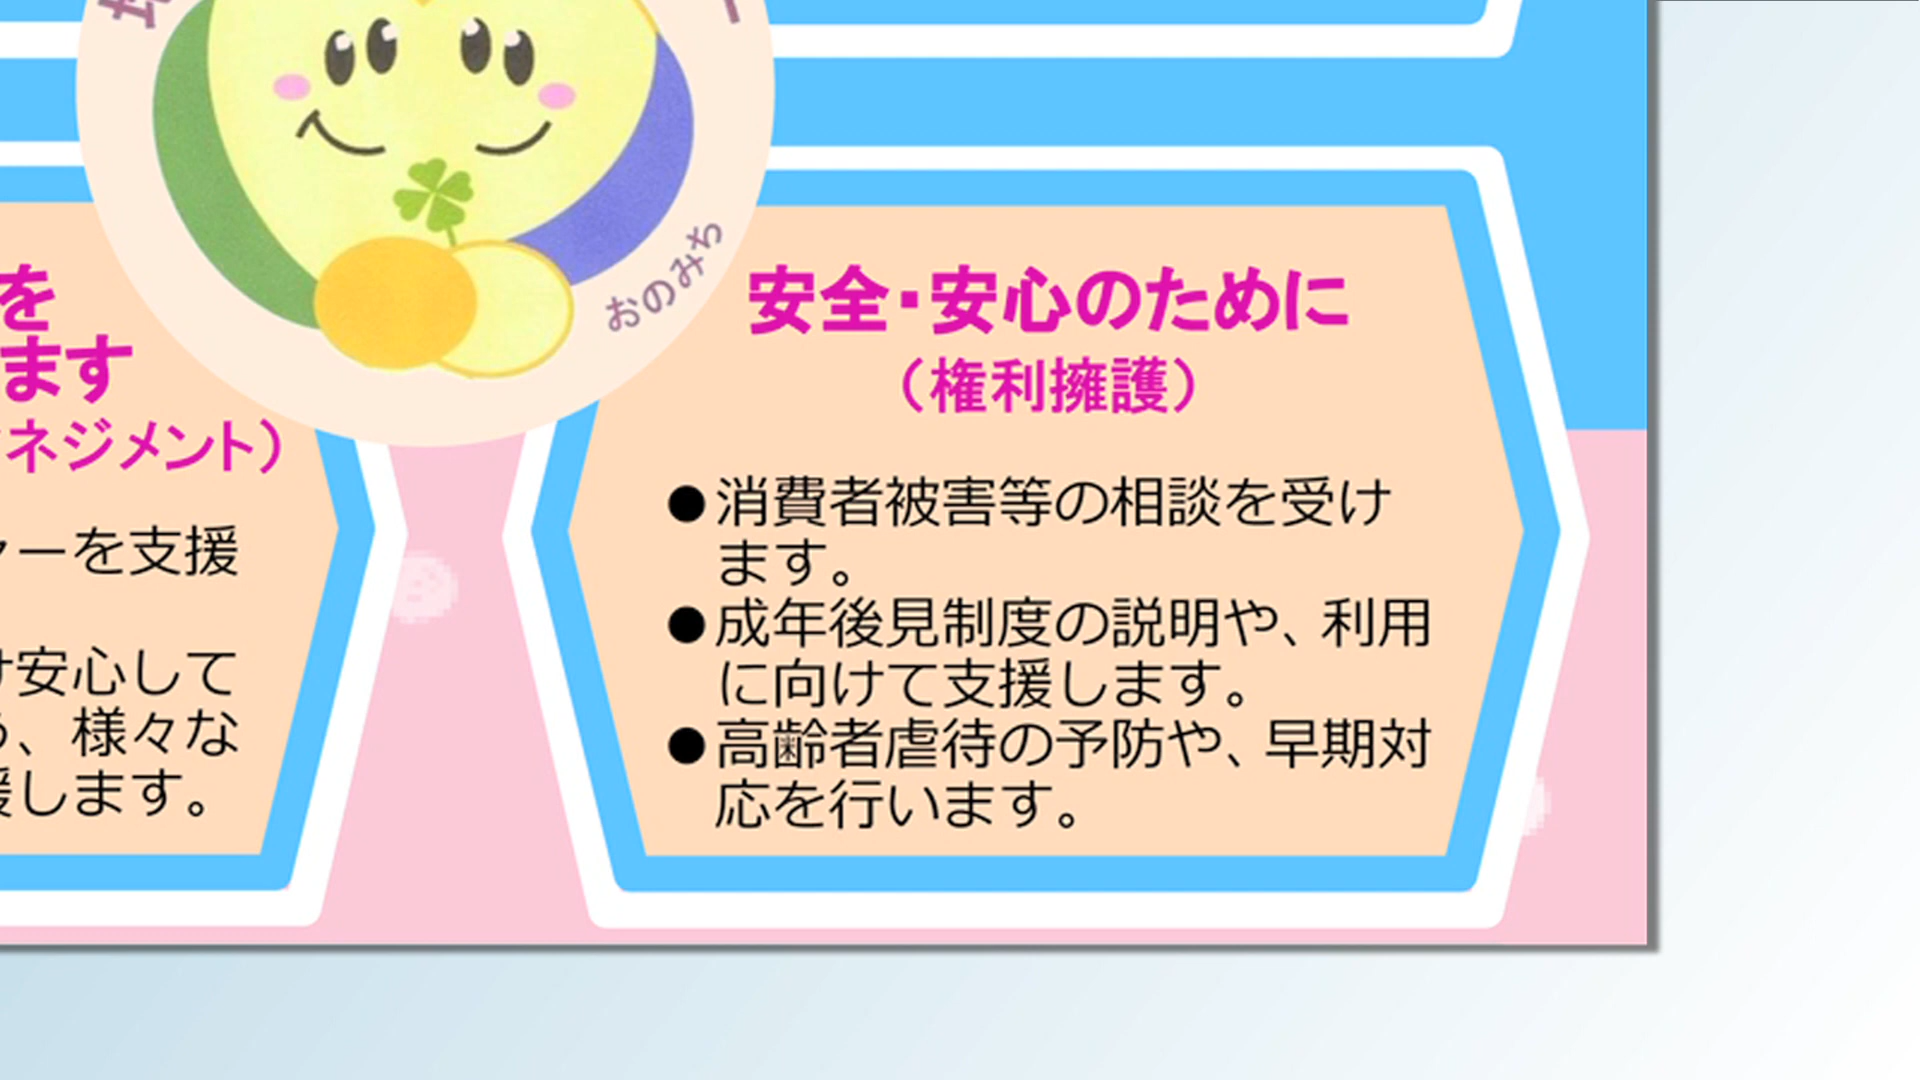 を
ます
ネジメント）
ーを支援
安心して
、様々な
援します。
おのみち
安全・安心のために
（権利擁護）
●消費者被害等の相談を受け
ます。
●成年後見制度の説明や、利用
に向けて支援します。
●高齢者虐待の予防や、早期対
応を行います。